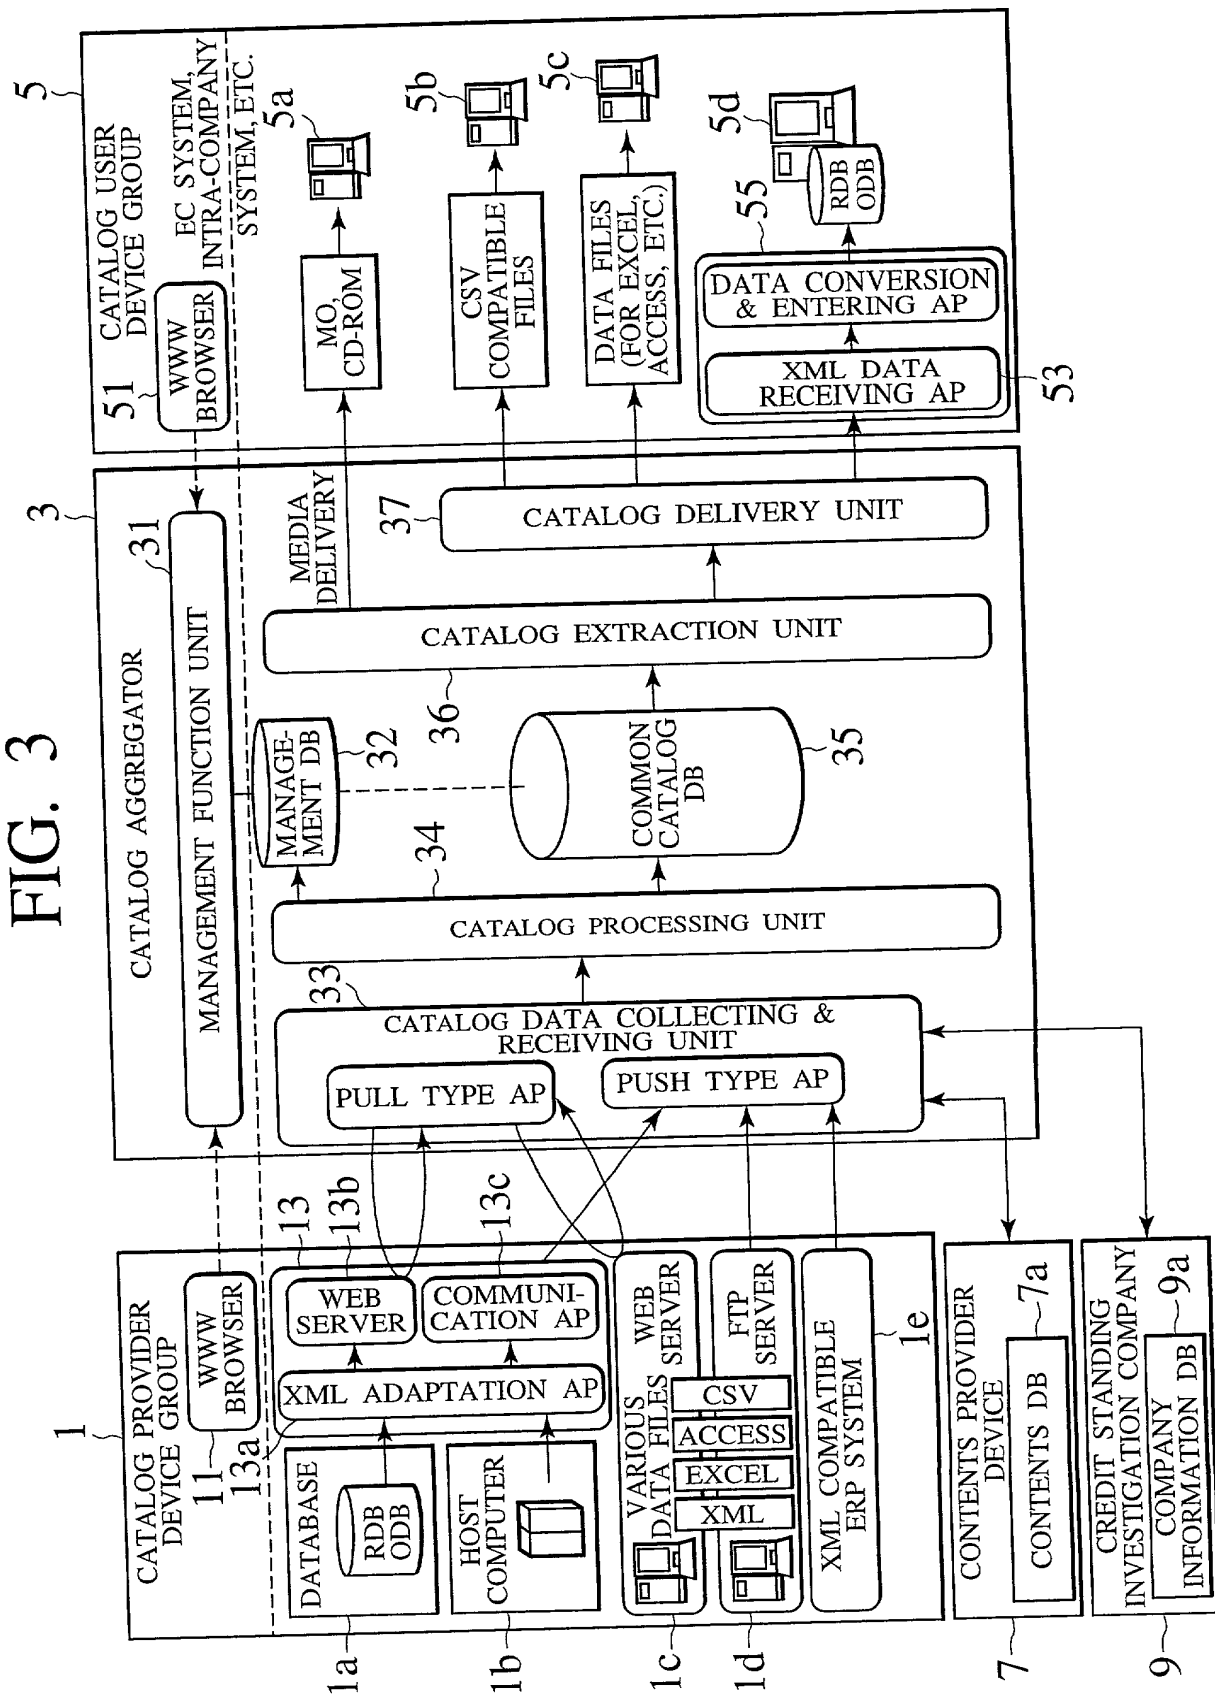 FIG. 3
1
CATALOG PROVIDER
DEVICE GROUP
11
WWW
BROWSER
13a
1a
DATABASE
RDB
ODB
1b
HOST
COMPUTER
XML ADAPTATION AP
13
WEB
SERVER
13b
COMMUNI-
CATION AP
13c
1c
VARIOUS
DATA FILES
WEB
SERVER
1d
FTP
SERVER
CSV
ACCESS
EXCEL
XML
XML COMPATIBLE
ERP SYSTEM
1e
7
CONTENTS PROVIDER
DEVICE
CONTENTS DB
7a
9
CREDIT STANDING
INVESTIGATION COMPANY
COMPANY
INFORMATION DB
9a
3
CATALOG AGGREGATOR
31
MANAGEMENT FUNCTION UNIT
33
CATALOG DATA COLLECTING &
RECEIVING UNIT
PULL TYPE AP
PUSH TYPE AP
34
CATALOG PROCESSING UNIT
MANAGE-
MENT DB
32
COMMON
CATALOG
DB
35
36
CATALOG EXTRACTION UNIT
MEDIA
DELIVERY
37
CATALOG DELIVERY UNIT
5
CATALOG USER
DEVICE GROUP
51
WWW
BROWSER
EC SYSTEM,
INTRA-COMPANY
SYSTEM, ETC.
MO,
CD-ROM
5a
CSV
COMPATIBLE
FILES
5b
DATA FILES
(FOR EXCEL,
ACCESS, ETC.)
5c
XML DATA
RECEIVING AP
53
DATA CONVERSION
& ENTERING AP
55
RDB
ODB
5d